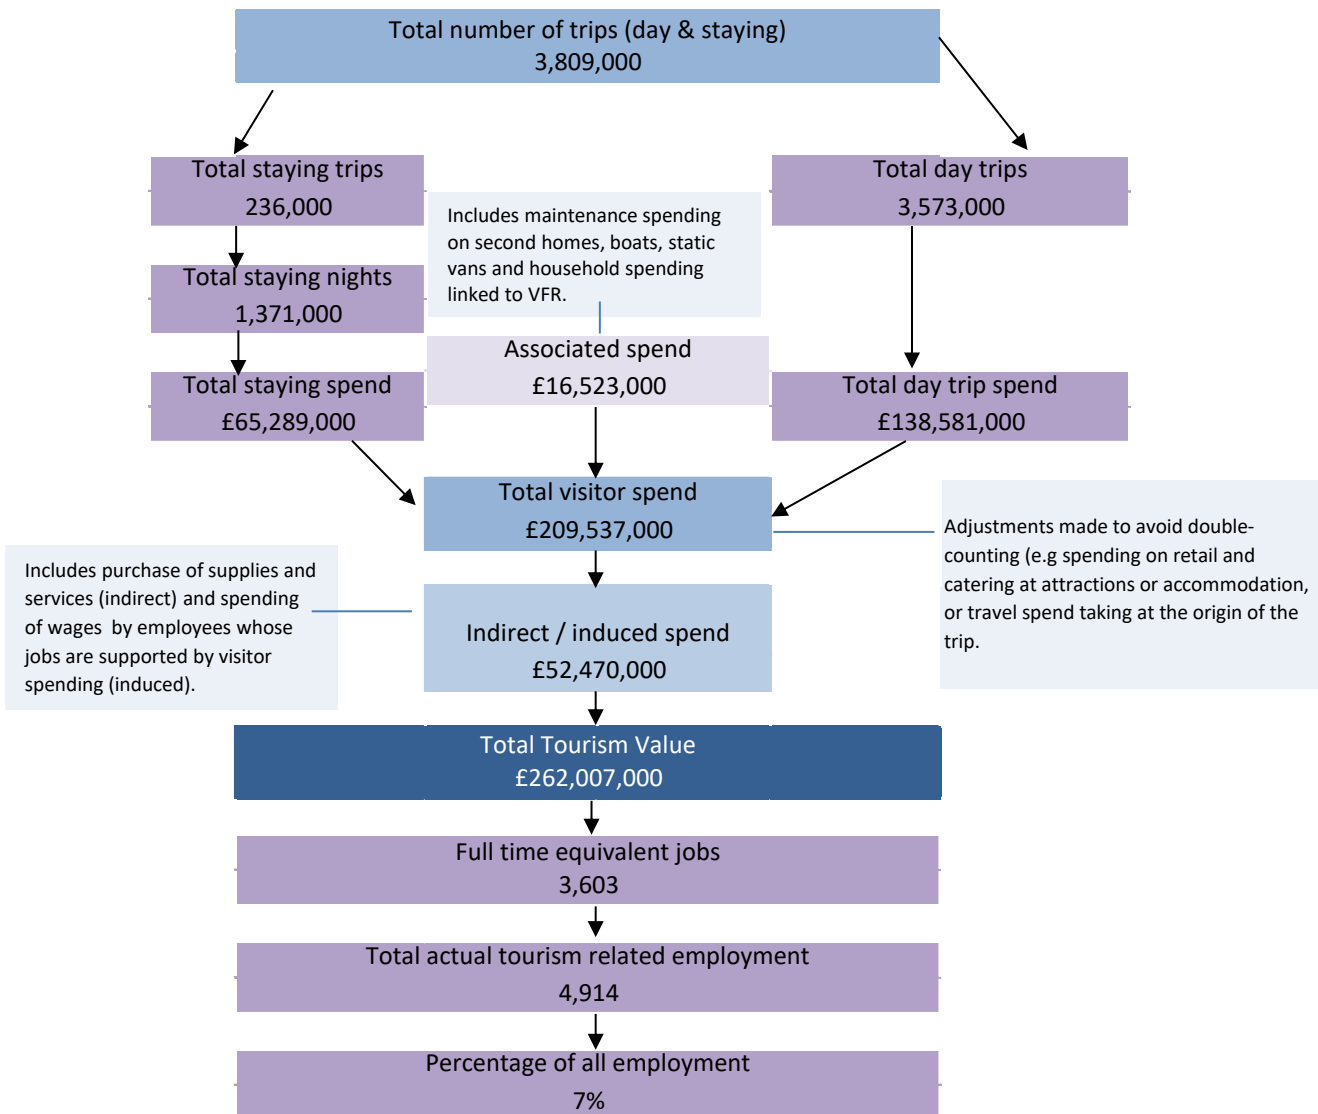 Total number of trips (day & staying)
3,809,000
Total staying trips
236,000
Total day trips
3,573,000
Includes maintenance spending
on second homes, boats, static
vans and household spending
linked to VFR.
Total staying nights
1,371,000
Associated spend
£16,523,000
Total staying spend
£65,289,000
Total day trip spend
£138,581,000
Total visitor spend
£209,537,000
Adjustments made to avoid double-
counting (e.g spending on retail and
catering at attractions or accommodation,
or travel spend taking at the origin of the
trip.
Includes purchase of supplies and
services (indirect) and spending
of wages  by employees whose
jobs are supported by visitor
spending (induced).
Indirect / induced spend
£52,470,000
Total Tourism Value
£262,007,000
Full time equivalent jobs
3,603
Total actual tourism related employment
4,914
Percentage of all employment
7%